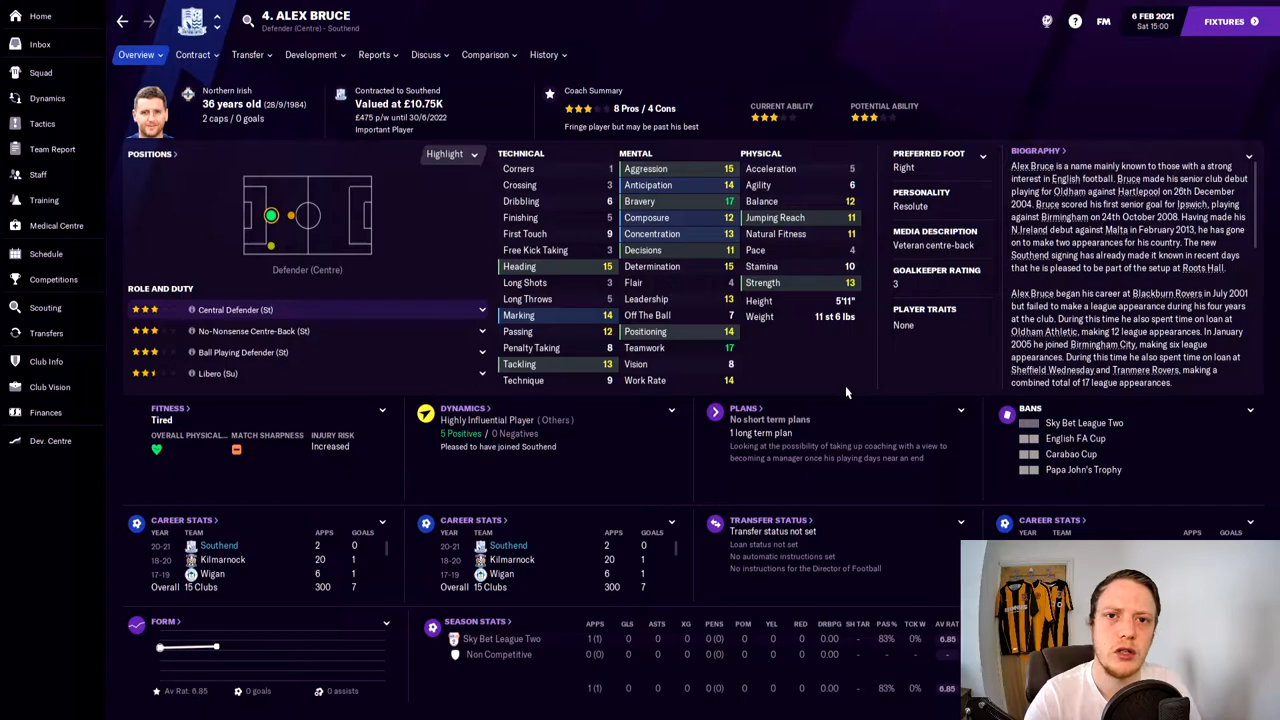 Home
Inbox
Squad
Dynamics
Tactics
Team Report
Staff
Training
Medical Centre
Schedule
Competitions
Scouting
Transfers
Club Info
Club Vision
Finances
Dev. Centre
4. ALEX BRUCE
Defender (Centre) - Southend
FM
6 FEB 2021
Sat 15:00
FIXTURES
Overview
Contract
Transfer
Development
Reports
Discuss
Comparison
History
Northern Irish
36 years old (28/9/1984)
2 caps / 0 goals
Contracted to Southend
Valued at £10.75K
£475 p/w until 30/6/2022
Important Player
Coach Summary
8 Pros / 4 Cons
Fringe player but may be past his best
CURRENT ABILITY
POTENTIAL ABILITY
POSITIONS
Highlight
Defender (Centre)
ROLE AND DUTY
Central Defender (St)
No-Nonsense Centre-Back (St)
Ball Playing Defender (St)
Libero (Su)
TECHNICAL
Corners 1
Crossing 3
Dribbling 6
Finishing 5
First Touch 9
Free Kick Taking 3
Heading 15
Long Shots 3
Long Throws 5
Marking 14
Passing 12
Penalty Taking 8
Tackling 13
Technique 9
MENTAL
Aggression 15
Anticipation 14
Bravery 17
Composure 12
Concentration 13
Decisions 11
Determination 15
Flair 4
Leadership 13
Off The Ball 7
Positioning 14
Teamwork 17
Vision 8
Work Rate 14
PHYSICAL
Acceleration 5
Agility 6
Balance 12
Jumping Reach 11
Natural Fitness 11
Pace 4
Stamina 10
Strength 13
Height 5'11"
Weight 11 st 6 lbs
PREFERRED FOOT
Right
PERSONALITY
Resolute
MEDIA DESCRIPTION
Veteran centre-back
GOALKEEPER RATING
3
PLAYER TRAITS
None
BIOGRAPHY
Alex Bruce is a name mainly known to those with a strong
interest in English football. Bruce made his senior club debut
playing for Oldham against Hartlepool on 26th December
2004. Bruce scored his first senior goal for Ipswich, playing
against Birmingham on 24th October 2008. Having made his
N.Ireland debut against Malta in February 2013, he has gone
on to make two appearances for his country. The new
Southend signing has already made it known in recent days
that he is pleased to be part of the setup at Roots Hall.
Alex Bruce began his career at Blackburn Rovers in July 2001
but failed to make a league appearance during his four years
at the club. During this time he also spent time on loan at
Oldham Athletic, making 12 league appearances. In January
2005 he joined Birmingham City, making six league
appearances. During this time he also spent time on loan at
Sheffield Wednesday and Tranmere Rovers, making a
combined total of 17 league appearances.
FITNESS
Tired
OVERALL PHYSICAL...
MATCH SHARPNESS
INJURY RISK
Increased
DYNAMICS
Highly Influential Player (Others)
5 Positives / 0 Negatives
Pleased to have joined Southend
PLANS
No short term plans
1 long term plan
Looking at the possibility of taking up coaching with a view to
becoming a manager once his playing days near an end
BANS
Sky Bet League Two
English FA Cup
Carabao Cup
Papa John's Trophy
CAREER STATS
YEAR TEAM APPS GOALS
20-21 Southend 2 0
18-20 Kilmarnock 20 1
17-19 Wigan 6 1
Overall 15 Clubs 300 7
CAREER STATS
YEAR TEAM APPS GOALS
20-21 Southend 2 0
18-20 Kilmarnock 20 1
17-19 Wigan 6 1
Overall 15 Clubs 300 7
TRANSFER STATUS
Transfer status not set
Loan status not set
No automatic instructions set
No instructions for the Director of Football
CAREER STATS
YEAR TEAM APPS GOALS
FORM
Av Rat: 6.85
0 goals
0 assists
SEASON STATS
APPS GLS ASTS XG PENS POM YEL RED DRBPG SH TAR PAS% TCK W AV RAT
Sky Bet League Two 1 (1) 0 0 0 0 (0) 0 0 0 0.00 - 83% 0% 6.85
Non Competitive 0 (0) 0 0 0 0 (0) 0 0 0 0.00 - - - -
1 (1) 0 0 0 0 (0) 0 0 0 0.00 - 83% 0% 6.85